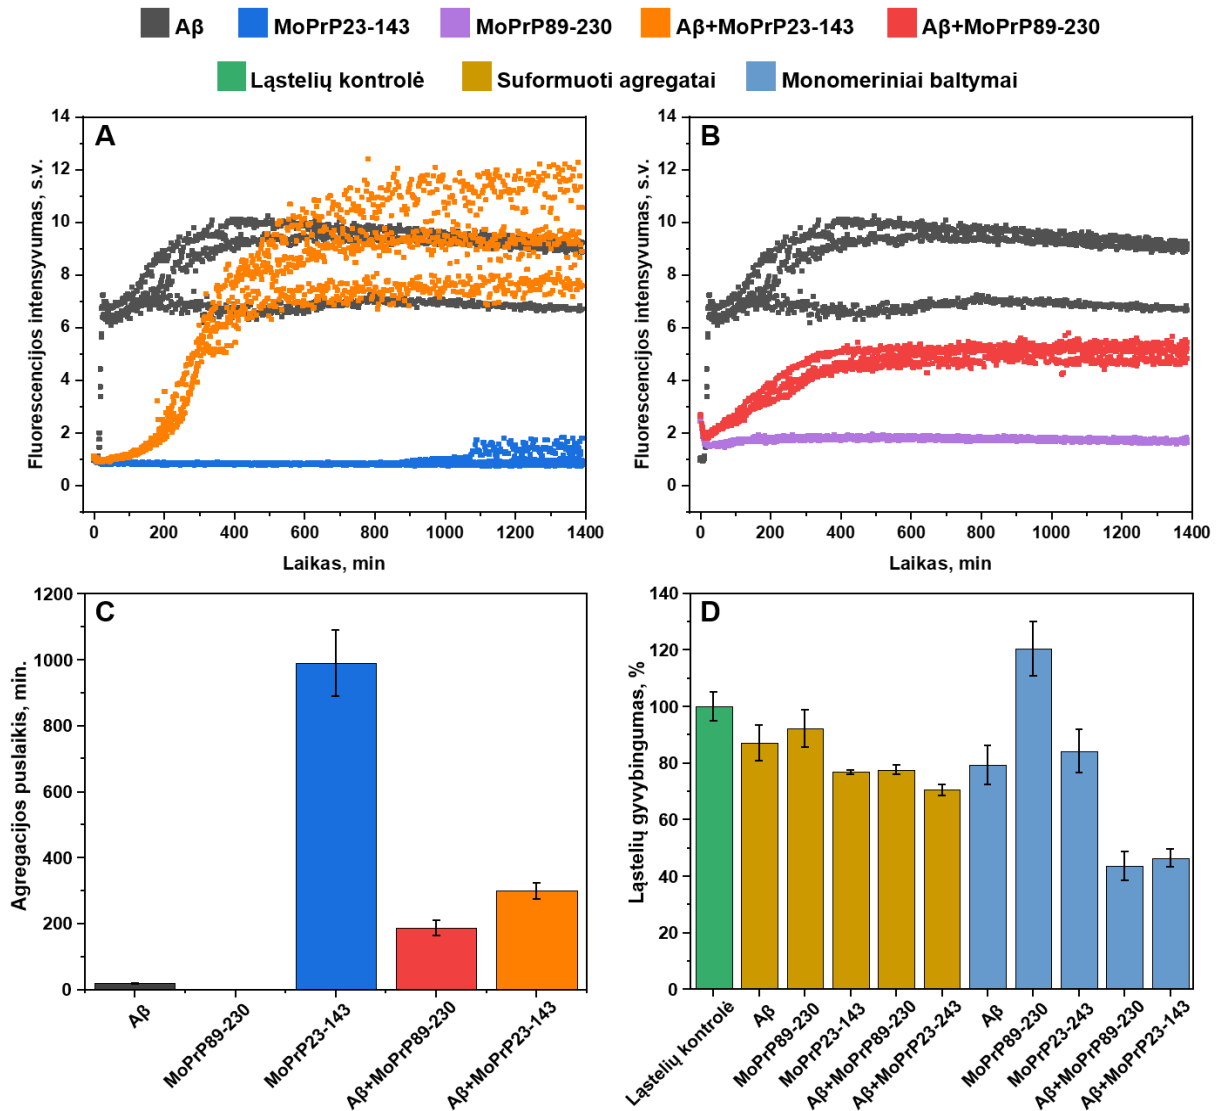 Aβ MoPrP23-143 MoPrP89-230 Aβ+MoPrP23-143 Aβ+MoPrP89-230
Ląstelių kontrolė Suformuoti agregatai Monomeriniai baltymai
A
Fluorescencijos intensyvumas, s.v.
14
12
10
8
6
4
2
0
0 200 400 600 800 1000 1200 1400
Laikas, min
B
Fluorescencijos intensyvumas, s.v.
14
12
10
8
6
4
2
0
0 200 400 600 800 1000 1200 1400
Laikas, min
C
Agregacijos puslaikis, min.
1200
1000
800
600
400
200
0
Aβ
MoPrP89-230
MoPrP23-143
Aβ+MoPrP89-230
Aβ+MoPrP23-143
D
Ląstelių gyvybingumas, %
140
120
100
80
60
40
20
0
Ląstelių kontrolė
Aβ
MoPrP89-230
MoPrP23-143
Aβ+MoPrP89-230
Aβ+MoPrP23-243
Aβ
MoPrP89-230
MoPrP23-243
Aβ+MoPrP89-230
Aβ+MoPrP23-143